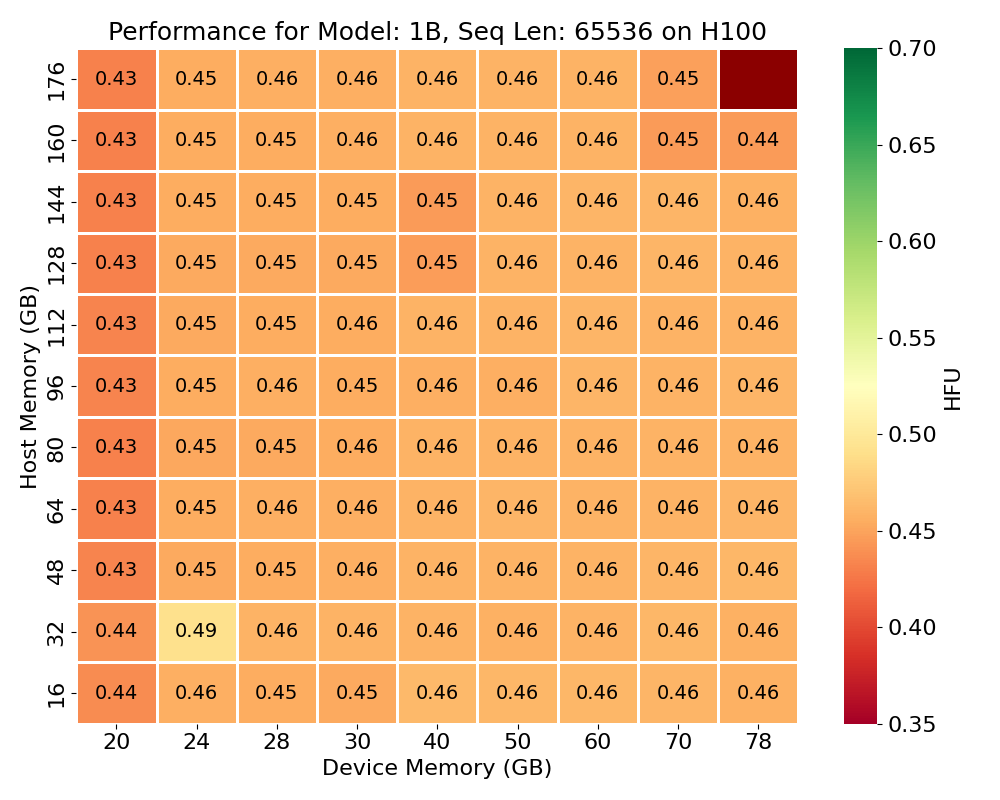 Performance for Model: 1B, Seq Len: 65536 on H100
176 0.43 0.45 0.46 0.46 0.46 0.46 0.46 0.45
160 0.43 0.45 0.45 0.46 0.46 0.46 0.46 0.45 0.44
144 0.43 0.45 0.45 0.45 0.45 0.46 0.46 0.46 0.46
128 0.43 0.45 0.45 0.45 0.45 0.46 0.46 0.46 0.46
112 0.43 0.45 0.45 0.46 0.46 0.46 0.46 0.46 0.46
96 0.43 0.45 0.46 0.45 0.46 0.46 0.46 0.46 0.46
80 0.43 0.45 0.45 0.46 0.46 0.46 0.46 0.46 0.46
64 0.43 0.45 0.46 0.46 0.46 0.46 0.46 0.46 0.46
48 0.43 0.45 0.45 0.46 0.46 0.46 0.46 0.46 0.46
32 0.44 0.49 0.46 0.46 0.46 0.46 0.46 0.46 0.46
16 0.44 0.46 0.45 0.45 0.46 0.46 0.46 0.46 0.46
20 24 28 30 40 50 60 70 78
Device Memory (GB)
Host Memory (GB)
0.70
0.65
0.60
0.55
0.50
0.45
0.40
0.35
HFU